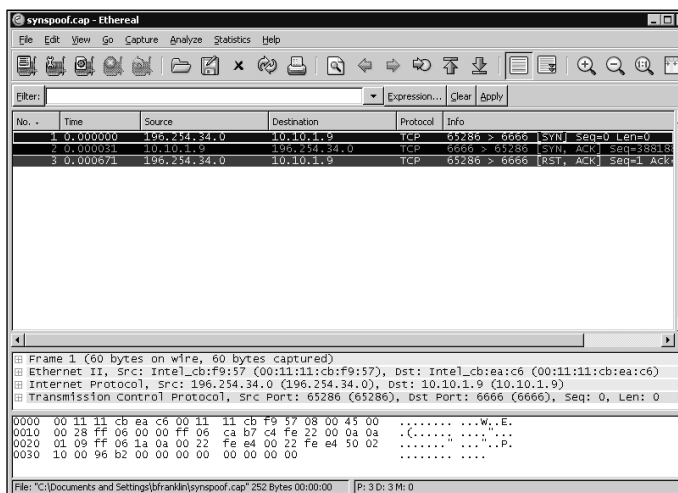 synspoof.cap - Ethereal
File Edit View Go Capture Analyze Statistics Help
Filter: Expression... Clear Apply
No. Time Source Destination Protocol Info
1 0.000000 196.254.34.0 10.10.1.9 TCP 65286 > 6666 [SYN] Seq=0 Len=0
2 0.000031 10.10.1.9 196.254.34.0 TCP 6666 > 65286 [SYN, ACK] Seq=388188
3 0.000671 196.254.34.0 10.10.1.9 TCP 65286 > 6666 [RST, ACK] Seq=1 Ack=
Frame 1 (60 bytes on wire, 60 bytes captured)
Ethernet II, Src: Intel_cb:f9:57 (00:11:11:cb:f9:57), Dst: Intel_cb:ea:c6 (00:11:11:cb:ea:c6)
Internet Protocol, Src: 196.254.34.0 (196.254.34.0), Dst: 10.10.1.9 (10.10.1.9)
Transmission Control Protocol, Src Port: 65286 (65286), Dst Port: 6666 (6666), Seq: 0, Len: 0
0000 00 11 11 cb ea c6 00 11 11 cb f9 57 08 00 45 00 ........ ...W..E.
0010 00 28 ff 06 00 00 ff 06 ca b7 c4 fe 22 00 0a 0a .(...... ...."...
0020 01 09 ff 06 1a 0a 00 22 fe e4 00 22 fe e4 50 02 ......." ..."..P.
0030 10 00 96 b2 00 00 00 00 00 00 00 00 ........ ....
File: "C:\Documents and Settings\bfranklin\synspoof.cap" 252 Bytes 00:00:00 P: 3 D: 3 M: 0